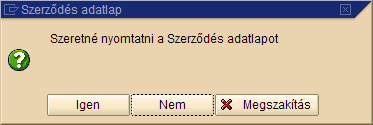 Szerződés adatlap
Szeretné nyomtatni a Szerződés adatlapot
Igen
Nem
Megszakítás